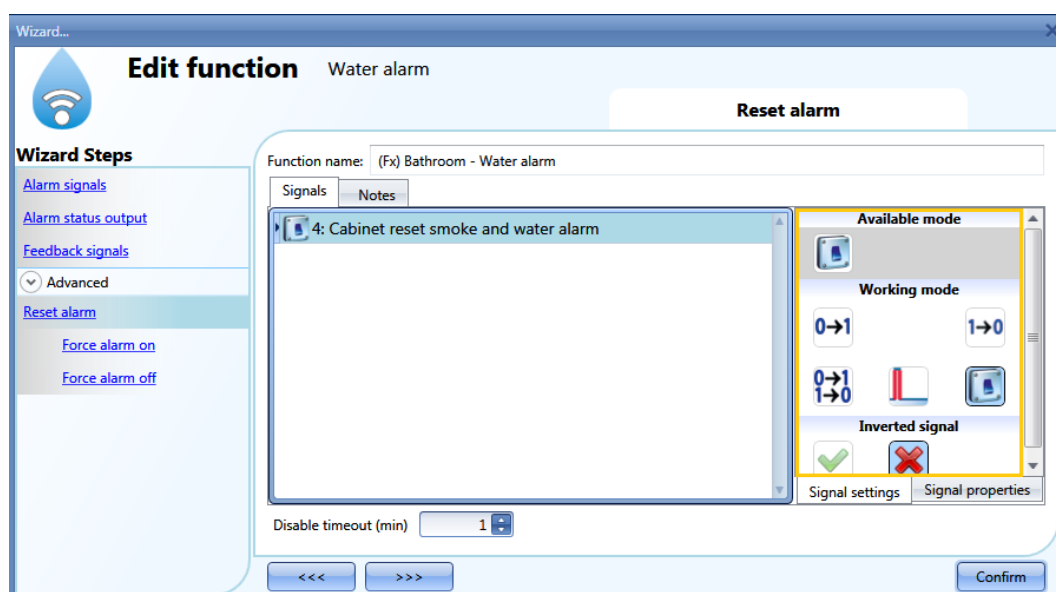 Wizard...
Edit function Water alarm
Reset alarm
Wizard Steps
Alarm signals
Alarm status output
Feedback signals
Advanced
Reset alarm
Force alarm on
Force alarm off
Function name: (Fx) Bathroom - Water alarm
Signals Notes
4: Cabinet reset smoke and water alarm
Available mode
Working mode
0→1 1→0
0→1
1→0
Inverted signal
Signal settings Signal properties
Disable timeout (min) 1
<<< >>> Confirm